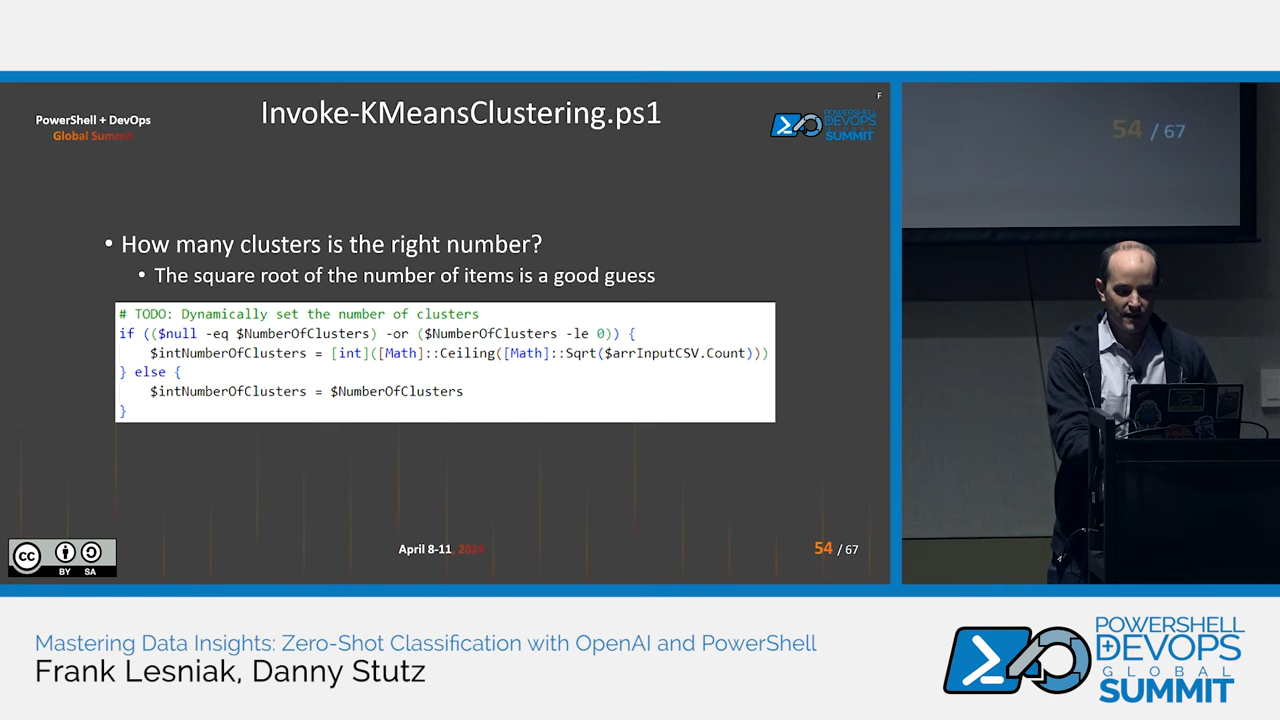 PowerShell + DevOps
Global Summit
Invoke-KMeansClustering.ps1
F
POWERSHELL
DEVOPS
GLOBAL
SUMMIT
• How many clusters is the right number?
• The square root of the number of items is a good guess
# TODO: Dynamically set the number of clusters
if (($null -eq $NumberOfClusters) -or ($NumberOfClusters -le 0)) {
$intNumberOfClusters = [int]([Math]::Ceiling([Math]::Sqrt($arrInputCSV.Count)))
} else {
$intNumberOfClusters = $NumberOfClusters
}
cc
BY SA
April 8-11, 2024
54 / 67
54 / 67
Mastering Data Insights: Zero-Shot Classification with OpenAI and PowerShell
Frank Lesniak, Danny Stutz
POWERSHELL
DEVOPS
GLOBAL
SUMMIT